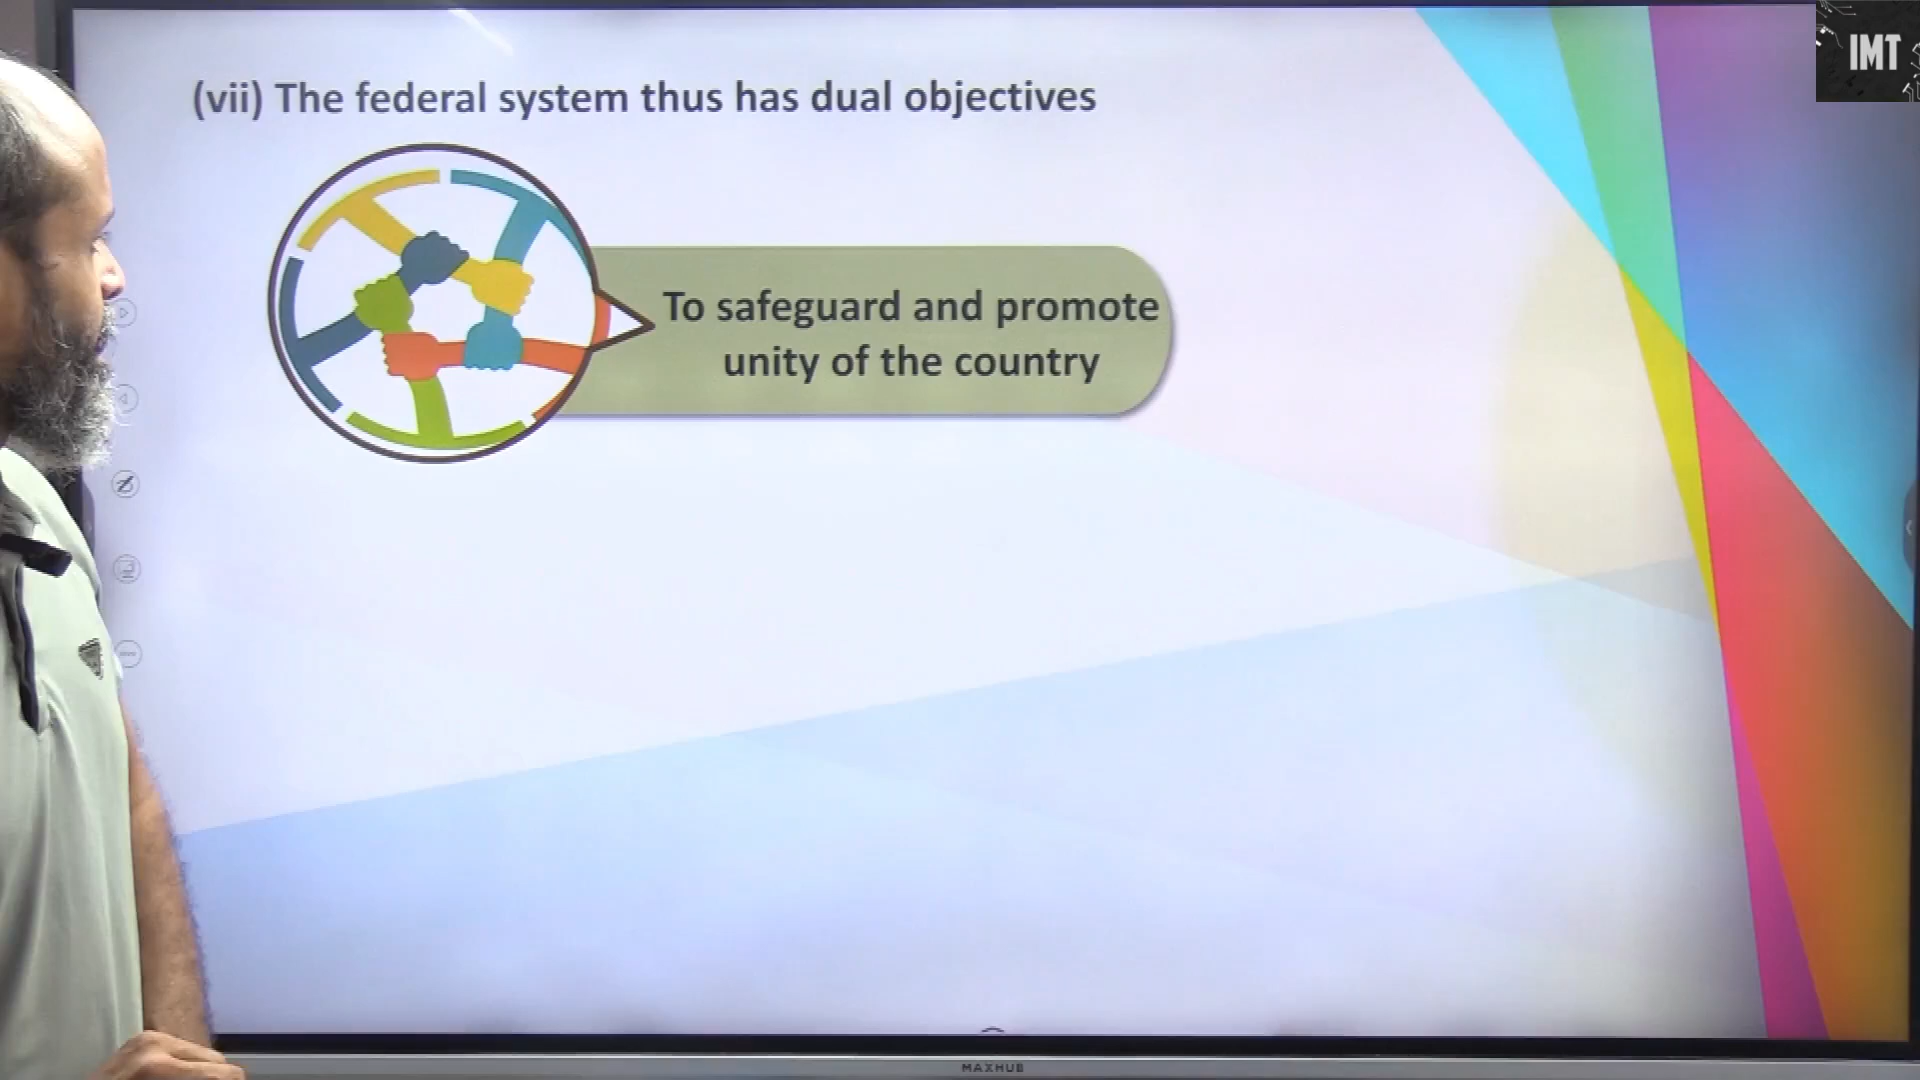 IMT
(vii) The federal system thus has dual objectives
To safeguard and promote
unity of the country
MAXHUB